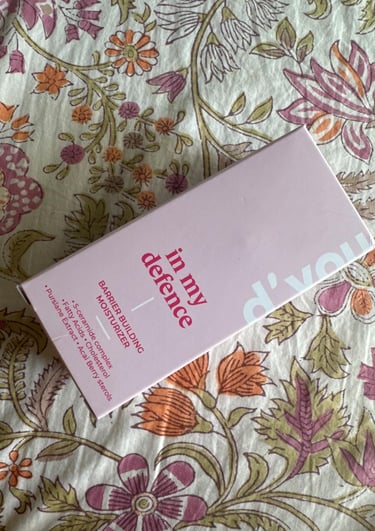 in my
defence
BARRIER BUILDING
MOISTURIZER
• 5-ceramide complex
• Fatty Acids • Cholesterol
• Purslane Extract • Acai Berry sterols
d'you